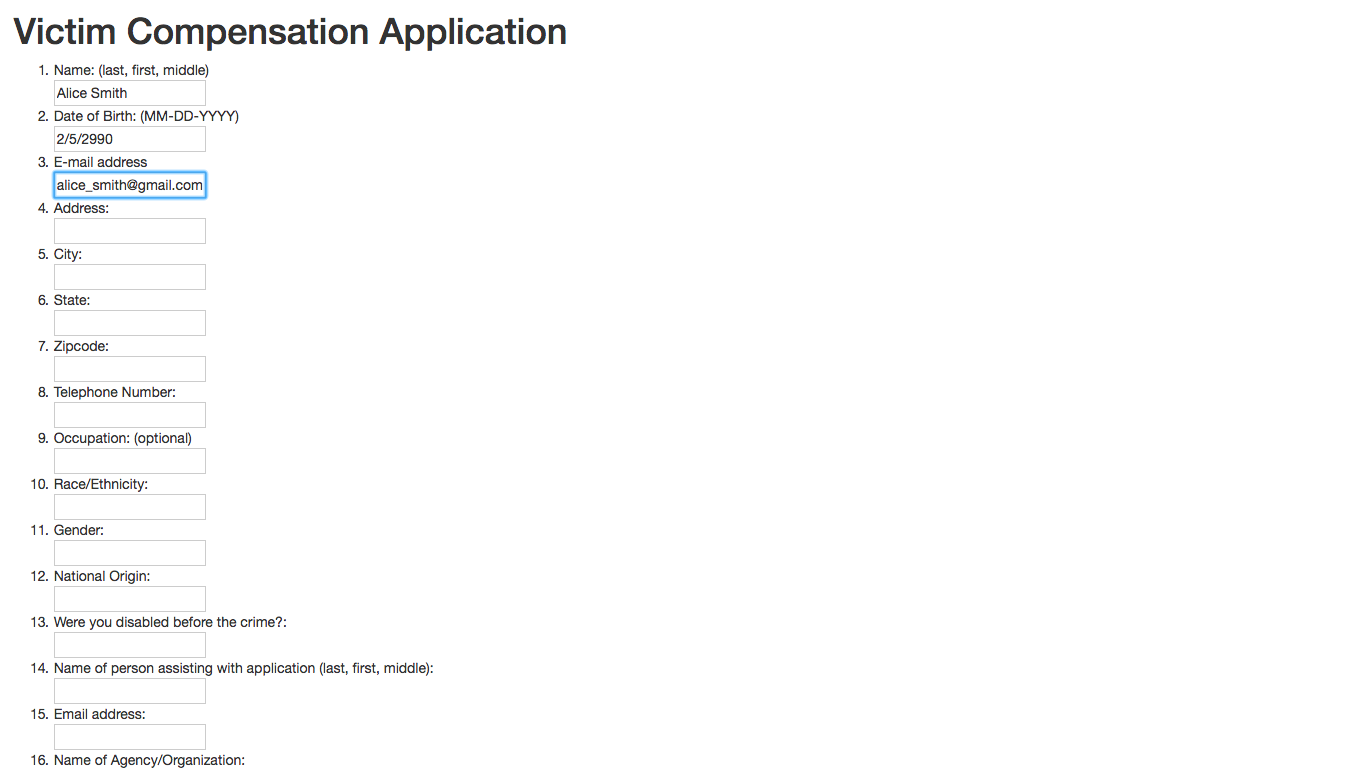 Victim Compensation Application
1. Name: (last, first, middle)
Alice Smith
2. Date of Birth: (MM-DD-YYYY)
2/5/2990
3. E-mail address
alice_smith@gmail.com
4. Address:
5. City:
6. State:
7. Zipcode:
8. Telephone Number:
9. Occupation: (optional)
10. Race/Ethnicity:
11. Gender:
12. National Origin:
13. Were you disabled before the crime?:
14. Name of person assisting with application (last, first, middle):
15. Email address:
16. Name of Agency/Organization: